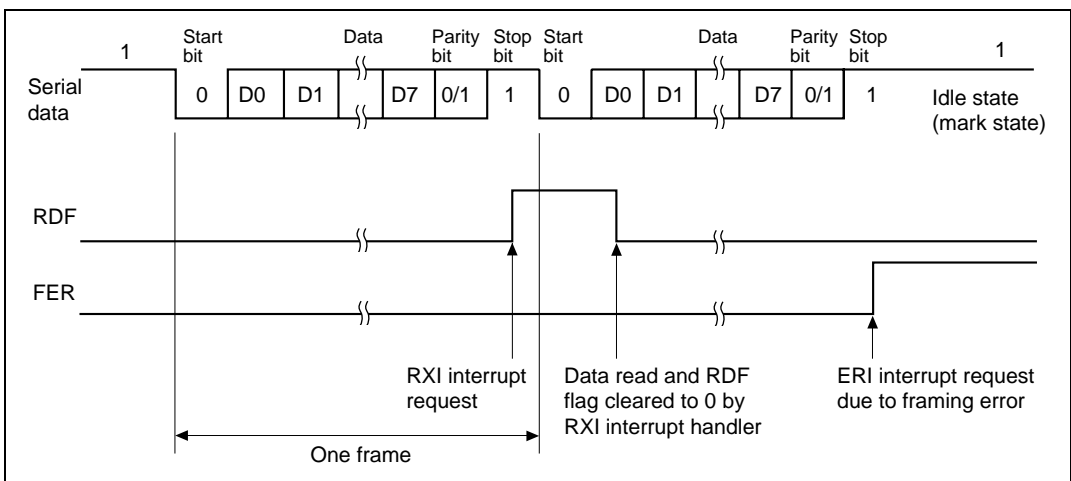 Start bit Data Parity bit Stop bit Start bit Data Parity bit Stop bit
1 1
Serial data
0 D0 D1 D7 0/1 1 0 D0 D1 D7 0/1 1
Idle state
(mark state)
RDF
FER
RXI interrupt
request
Data read and RDF
flag cleared to 0 by
RXI interrupt handler
ERI interrupt request
due to framing error
One frame